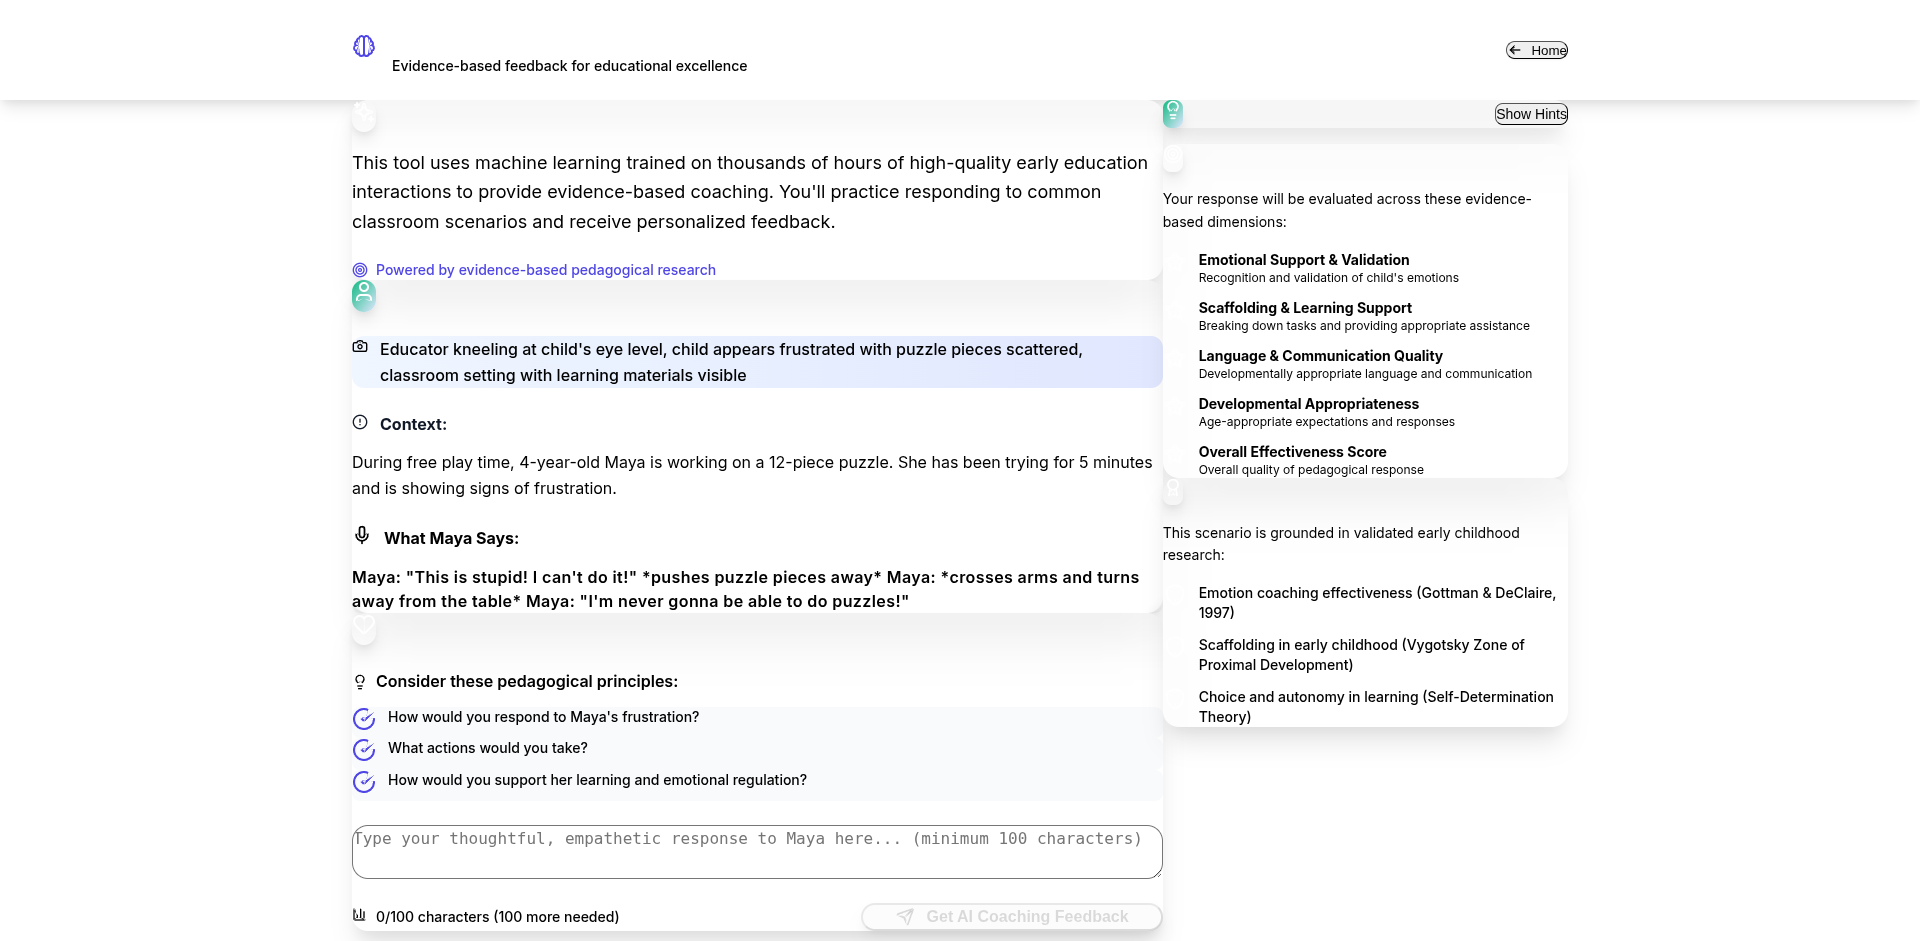 Evidence-based feedback for educational excellence
Home
This tool uses machine learning trained on thousands of hours of high-quality early education
interactions to provide evidence-based coaching. You'll practice responding to common
classroom scenarios and receive personalized feedback.
Powered by evidence-based pedagogical research
Educator kneeling at child's eye level, child appears frustrated with puzzle pieces scattered,
classroom setting with learning materials visible
Context:
During free play time, 4-year-old Maya is working on a 12-piece puzzle. She has been trying for 5 minutes
and is showing signs of frustration.
What Maya Says:
Maya: "This is stupid! I can't do it!" *pushes puzzle pieces away* Maya: *crosses arms and turns
away from the table* Maya: "I'm never gonna be able to do puzzles!"
Consider these pedagogical principles:
How would you respond to Maya's frustration?
What actions would you take?
How would you support her learning and emotional regulation?
Type your thoughtful, empathetic response to Maya here... (minimum 100 characters)
0/100 characters (100 more needed)
Get AI Coaching Feedback
Show Hints
Your response will be evaluated across these evidence-
based dimensions:
Emotional Support & Validation
Recognition and validation of child's emotions
Scaffolding & Learning Support
Breaking down tasks and providing appropriate assistance
Language & Communication Quality
Developmentally appropriate language and communication
Developmental Appropriateness
Age-appropriate expectations and responses
Overall Effectiveness Score
Overall quality of pedagogical response
This scenario is grounded in validated early childhood
research:
Emotion coaching effectiveness (Gottman & DeClaire,
1997)
Scaffolding in early childhood (Vygotsky Zone of
Proximal Development)
Choice and autonomy in learning (Self-Determination
Theory)